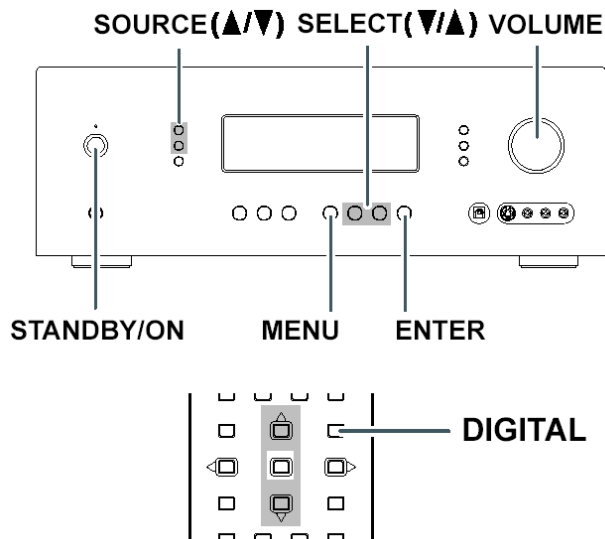 SOURCE(▲/▼) SELECT(▼/▲) VOLUME
STANDBY/ON MENU ENTER
DIGITAL